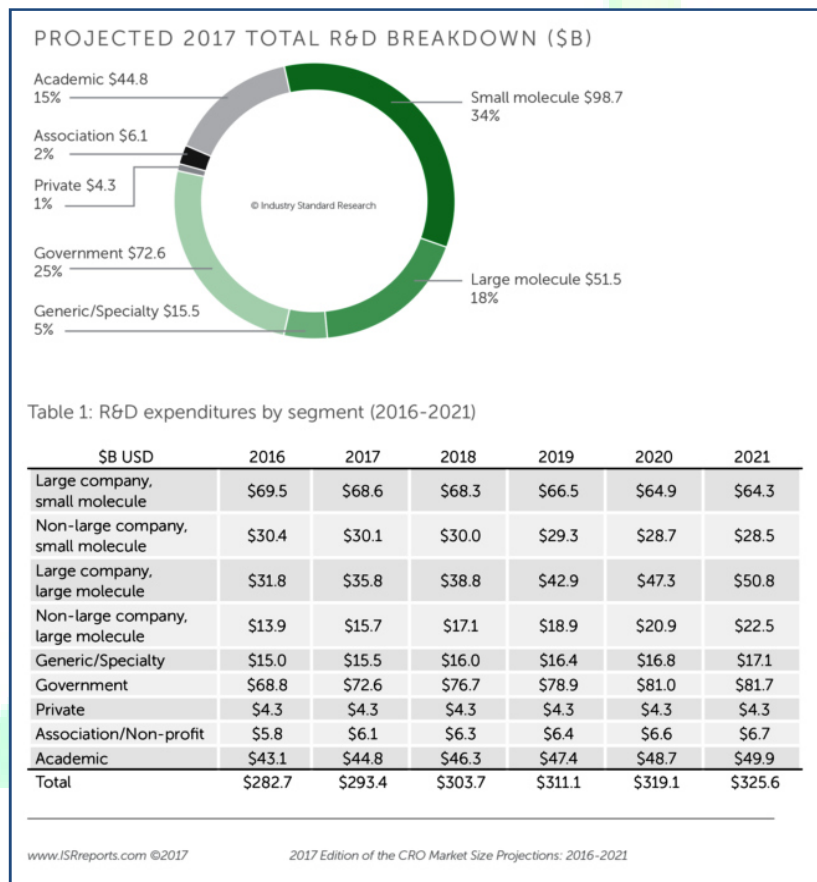 PROJECTED 2017 TOTAL R&D BREAKDOWN ($B)
Academic $44.8
15%
Association $6.1
2%
Private $4.3
1%
Government $72.6
25%
Generic/Specialty $15.5
5%
Small molecule $98.7
34%
Large molecule $51.5
18%
© Industry Standard Research
Table 1: R&D expenditures by segment (2016-2021)
$B USD 2016 2017 2018 2019 2020 2021
Large company,
small molecule $69.5 $68.6 $68.3 $66.5 $64.9 $64.3
Non-large company,
small molecule $30.4 $30.1 $30.0 $29.3 $28.7 $28.5
Large company,
large molecule $31.8 $35.8 $38.8 $42.9 $47.3 $50.8
Non-large company,
large molecule $13.9 $15.7 $17.1 $18.9 $20.9 $22.5
Generic/Specialty $15.0 $15.5 $16.0 $16.4 $16.8 $17.1
Government $68.8 $72.6 $76.7 $78.9 $81.0 $81.7
Private $4.3 $4.3 $4.3 $4.3 $4.3 $4.3
Association/Non-profit $5.8 $6.1 $6.3 $6.4 $6.6 $6.7
Academic $43.1 $44.8 $46.3 $47.4 $48.7 $49.9
Total $282.7 $293.4 $303.7 $311.1 $319.1 $325.6
www.ISRreports.com ©2017 2017 Edition of the CRO Market Size Projections: 2016-2021